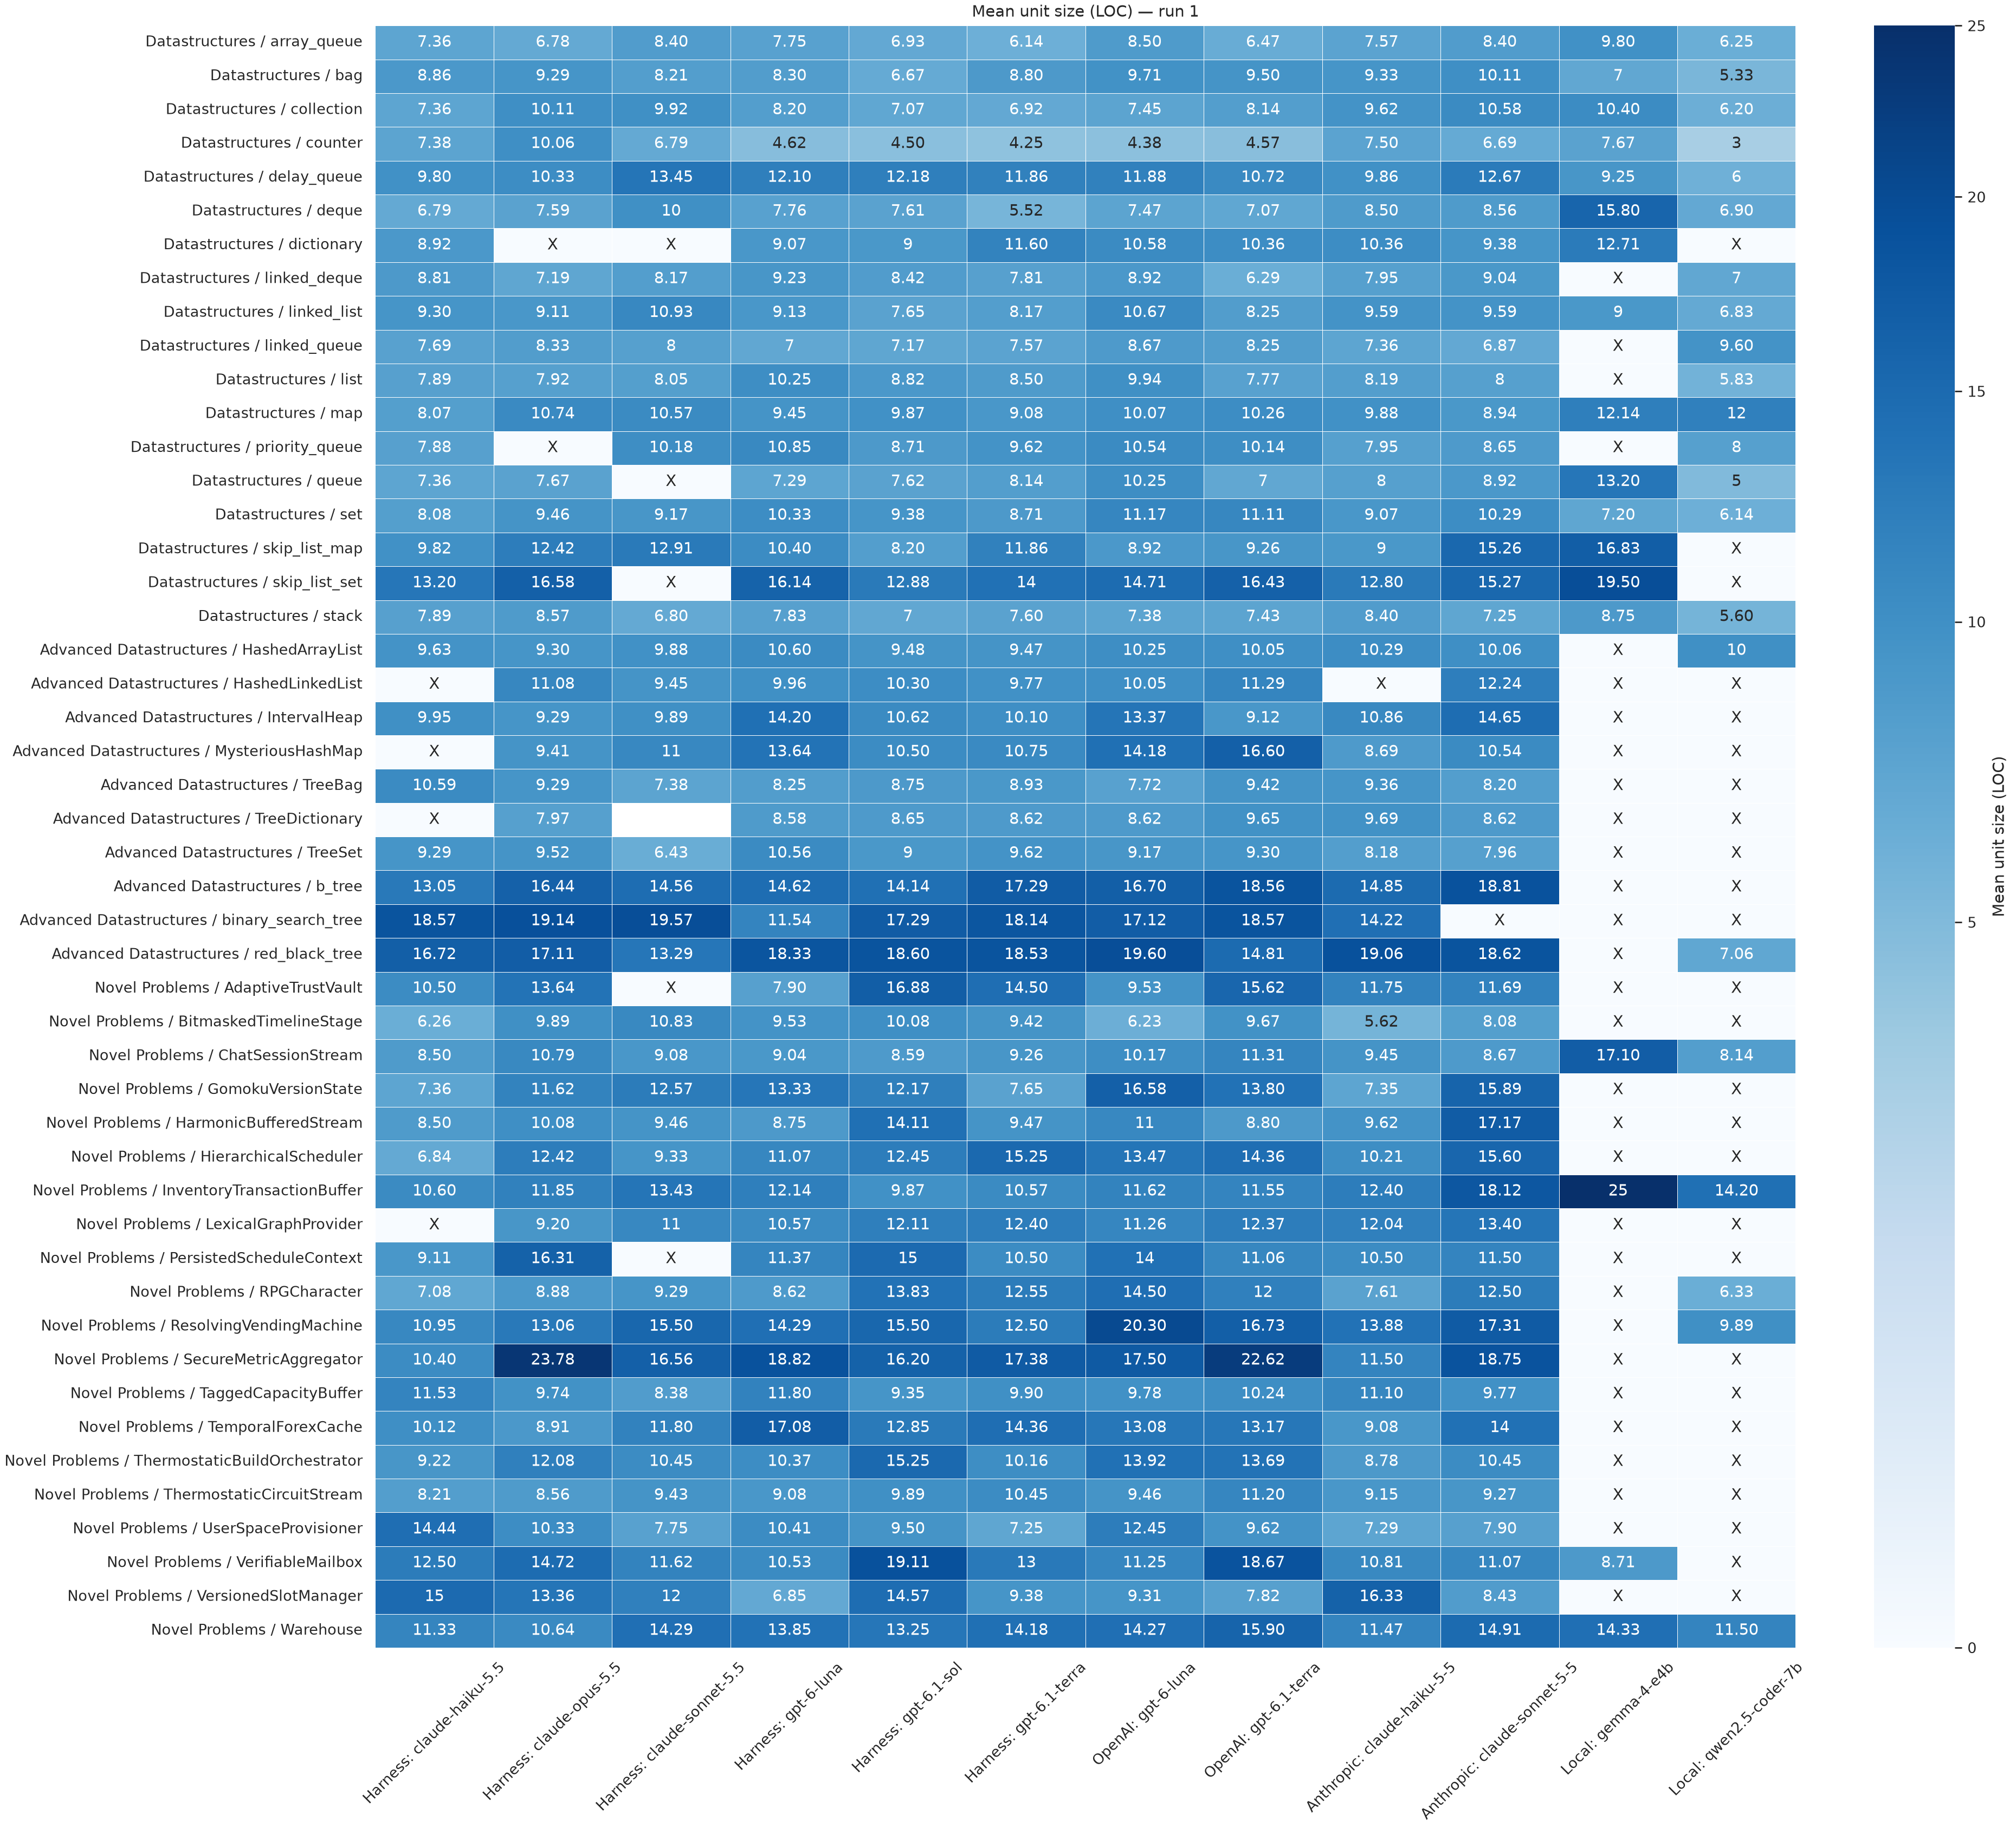 Mean unit size (LOC) — run 1
Datastructures / array_queue 7.36 6.78 8.40 7.75 6.93 6.14 8.50 6.47 7.57 8.40 9.80 6.25
Datastructures / bag 8.86 9.29 8.21 8.30 6.67 8.80 9.71 9.50 9.33 10.11 7 5.33
Datastructures / collection 7.36 10.11 9.92 8.20 7.07 6.92 7.45 8.14 9.62 10.58 10.40 6.20
Datastructures / counter 7.38 10.06 6.79 4.62 4.50 4.25 4.38 4.57 7.50 6.69 7.67 3
Datastructures / delay_queue 9.80 10.33 13.45 12.10 12.18 11.86 11.88 10.72 9.86 12.67 9.25 6
Datastructures / deque 6.79 7.59 10 7.76 7.61 5.52 7.47 7.07 8.50 8.56 15.80 6.90
Datastructures / dictionary 8.92 X X 9.07 9 11.60 10.58 10.36 10.36 9.38 12.71 X
Datastructures / linked_deque 8.81 7.19 8.17 9.23 8.42 7.81 8.92 6.29 7.95 9.04 X 7
Datastructures / linked_list 9.30 9.11 10.93 9.13 7.65 8.17 10.67 8.25 9.59 9.59 9 6.83
Datastructures / linked_queue 7.69 8.33 8 7 7.17 7.57 8.67 8.25 7.36 6.87 X 9.60
Datastructures / list 7.89 7.92 8.05 10.25 8.82 8.50 9.94 7.77 8.19 8 X 5.83
Datastructures / map 8.07 10.74 10.57 9.45 9.87 9.08 10.07 10.26 9.88 8.94 12.14 12
Datastructures / priority_queue 7.88 X 10.18 10.85 8.71 9.62 10.54 10.14 7.95 8.65 X 8
Datastructures / queue 7.36 7.67 X 7.29 7.62 8.14 10.25 7 8 8.92 13.20 5
Datastructures / set 8.08 9.46 9.17 10.33 9.38 8.71 11.17 11.11 9.07 10.29 7.20 6.14
Datastructures / skip_list_map 9.82 12.42 12.91 10.40 8.20 11.86 8.92 9.26 9 15.26 16.83 X
Datastructures / skip_list_set 13.20 16.58 X 16.14 12.88 14 14.71 16.43 12.80 15.27 19.50 X
Datastructures / stack 7.89 8.57 6.80 7.83 7 7.60 7.38 7.43 8.40 7.25 8.75 5.60
Advanced Datastructures / HashedArrayList 9.63 9.30 9.88 10.60 9.48 9.47 10.25 10.05 10.29 10.06 X 10
Advanced Datastructures / HashedLinkedList X 11.08 9.45 9.96 10.30 9.77 10.05 11.29 X 12.24 X X
Advanced Datastructures / IntervalHeap 9.95 9.29 9.89 14.20 10.62 10.10 13.37 9.12 10.86 14.65 X X
Advanced Datastructures / MysteriousHashMap X 9.41 11 13.64 10.50 10.75 14.18 16.60 8.69 10.54 X X
Advanced Datastructures / TreeBag 10.59 9.29 7.38 8.25 8.75 8.93 7.72 9.42 9.36 8.20 X X
Advanced Datastructures / TreeDictionary X 7.97 8.58 8.65 8.62 8.62 9.65 9.69 8.62 X X
Advanced Datastructures / TreeSet 9.29 9.52 6.43 10.56 9 9.62 9.17 9.30 8.18 7.96 X X
Advanced Datastructures / b_tree 13.05 16.44 14.56 14.62 14.14 17.29 16.70 18.56 14.85 18.81 X X
Advanced Datastructures / binary_search_tree 18.57 19.14 19.57 11.54 17.29 18.14 17.12 18.57 14.22 X X X
Advanced Datastructures / red_black_tree 16.72 17.11 13.29 18.33 18.60 18.53 19.60 14.81 19.06 18.62 X 7.06
Novel Problems / AdaptiveTrustVault 10.50 13.64 X 7.90 16.88 14.50 9.53 15.62 11.75 11.69 X X
Novel Problems / BitmaskedTimelineStage 6.26 9.89 10.83 9.53 10.08 9.42 6.23 9.67 5.62 8.08 X X
Novel Problems / ChatSessionStream 8.50 10.79 9.08 9.04 8.59 9.26 10.17 11.31 9.45 8.67 17.10 8.14
Novel Problems / GomokuVersionState 7.36 11.62 12.57 13.33 12.17 7.65 16.58 13.80 7.35 15.89 X X
Novel Problems / HarmonicBufferedStream 8.50 10.08 9.46 8.75 14.11 9.47 11 8.80 9.62 17.17 X X
Novel Problems / HierarchicalScheduler 6.84 12.42 9.33 11.07 12.45 15.25 13.47 14.36 10.21 15.60 X X
Novel Problems / InventoryTransactionBuffer 10.60 11.85 13.43 12.14 9.87 10.57 11.62 11.55 12.40 18.12 25 14.20
Novel Problems / LexicalGraphProvider X 9.20 11 10.57 12.11 12.40 11.26 12.37 12.04 13.40 X X
Novel Problems / PersistedScheduleContext 9.11 16.31 X 11.37 15 10.50 14 11.06 10.50 11.50 X X
Novel Problems / RPGCharacter 7.08 8.88 9.29 8.62 13.83 12.55 14.50 12 7.61 12.50 X 6.33
Novel Problems / ResolvingVendingMachine 10.95 13.06 15.50 14.29 15.50 12.50 20.30 16.73 13.88 17.31 X 9.89
Novel Problems / SecureMetricAggregator 10.40 23.78 16.56 18.82 16.20 17.38 17.50 22.62 11.50 18.75 X X
Novel Problems / TaggedCapacityBuffer 11.53 9.74 8.38 11.80 9.35 9.90 9.78 10.24 11.10 9.77 X X
Novel Problems / TemporalForexCache 10.12 8.91 11.80 17.08 12.85 14.36 13.08 13.17 9.08 14 X X
Novel Problems / ThermostaticBuildOrchestrator 9.22 12.08 10.45 10.37 15.25 10.16 13.92 13.69 8.78 10.45 X X
Novel Problems / ThermostaticCircuitStream 8.21 8.56 9.43 9.08 9.89 10.45 9.46 11.20 9.15 9.27 X X
Novel Problems / UserSpaceProvisioner 14.44 10.33 7.75 10.41 9.50 7.25 12.45 9.62 7.29 7.90 X X
Novel Problems / VerifiableMailbox 12.50 14.72 11.62 10.53 19.11 13 11.25 18.67 10.81 11.07 8.71 X
Novel Problems / VersionedSlotManager 15 13.36 12 6.85 14.57 9.38 9.31 7.82 16.33 8.43 X X
Novel Problems / Warehouse 11.33 10.64 14.29 13.85 13.25 14.18 14.27 15.90 11.47 14.91 14.33 11.50
Harness: claude-haiku-5.5
Harness: claude-opus-5.5
Harness: claude-sonnet-5.5
Harness: gpt-6-luna
Harness: gpt-6.1-sol
Harness: gpt-6.1-terra
OpenAI: gpt-6-luna
OpenAI: gpt-6.1-terra
Anthropic: claude-haiku-5-5
Anthropic: claude-sonnet-5-5
Local: gemma-4-e4b
Local: qwen2.5-coder-7b
25
20
15
10
5
0
Mean unit size (LOC)